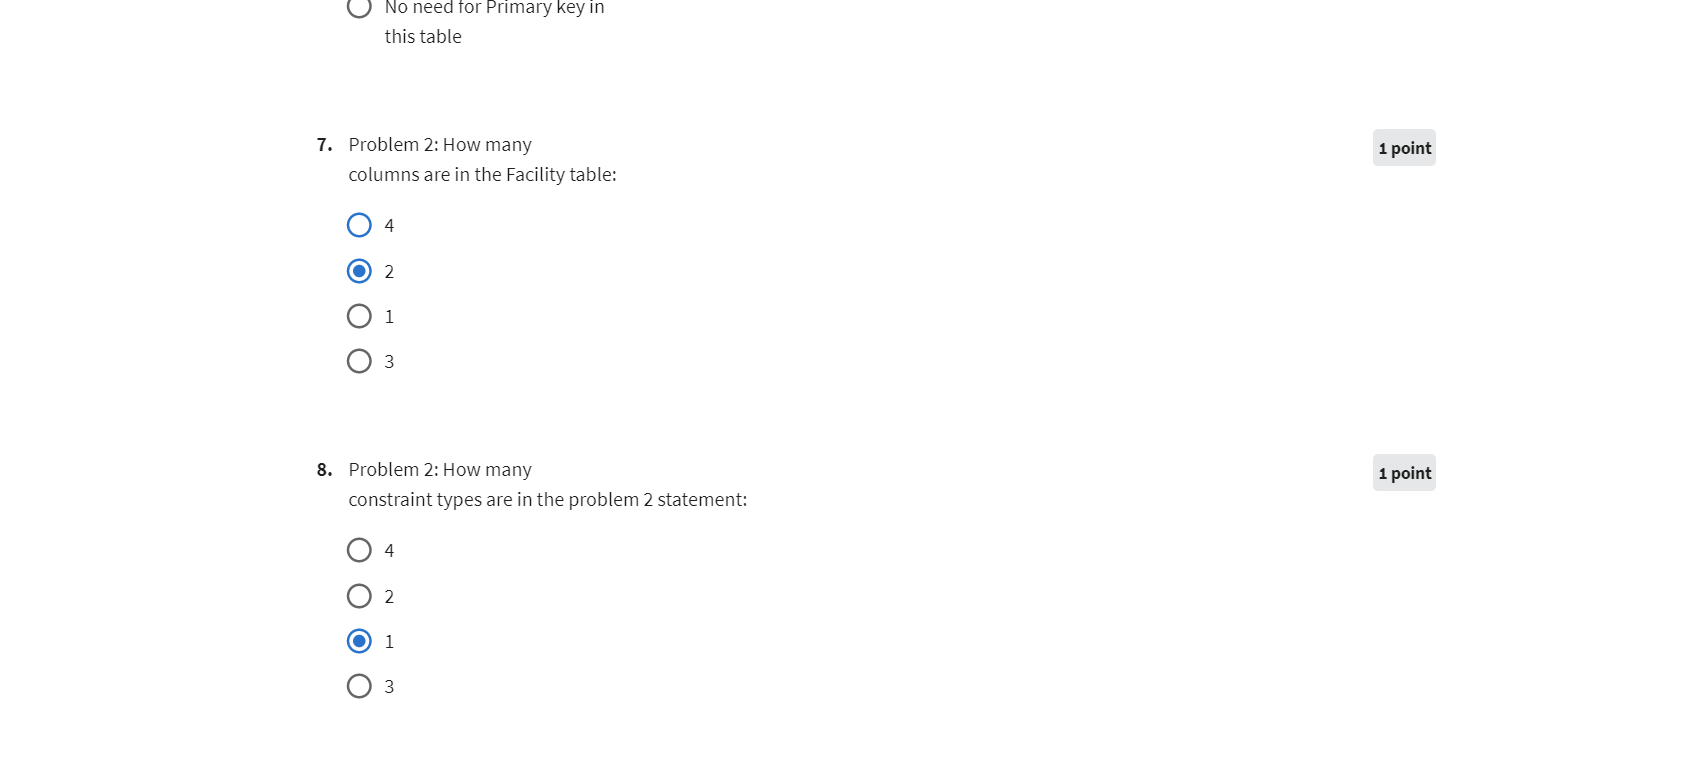 No need for Primary key in
this table
7. Problem 2: How many
1 point
columns are in the Facility table:
4
2
1
3
8. Problem 2: How many
1 point
constraint types are in the problem 2 statement:
4
2
1
3